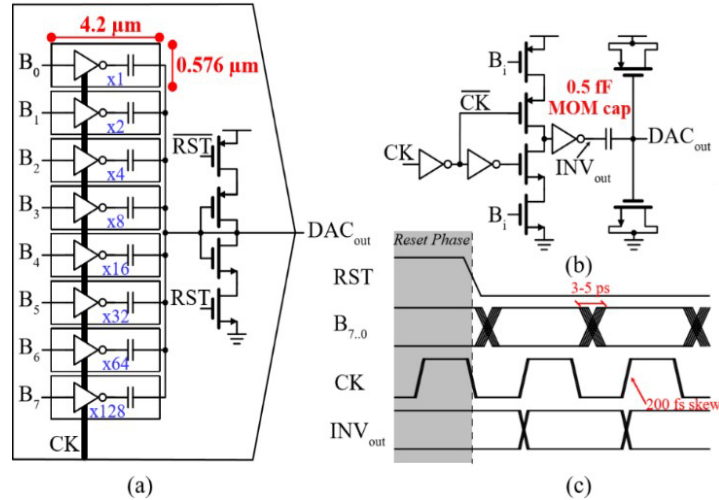 4.2 μm
0.576 μm
B₀
x1
B₁
x2
B₂
x4
B₃
x8
B₄
x16
B₅
x32
B₆
x64
B₇
x128
CK
R̅S̅T̅
RST
DACₒᵤₜ
(a)
Bᵢ
C̅K̅
0.5 fF
MOM cap
CK
INVₒᵤₜ
DACₒᵤₜ
Bᵢ
(b)
Reset Phase
RST
3-5 ps
B₇..₀
CK
200 fs skew
INVₒᵤₜ
(c)